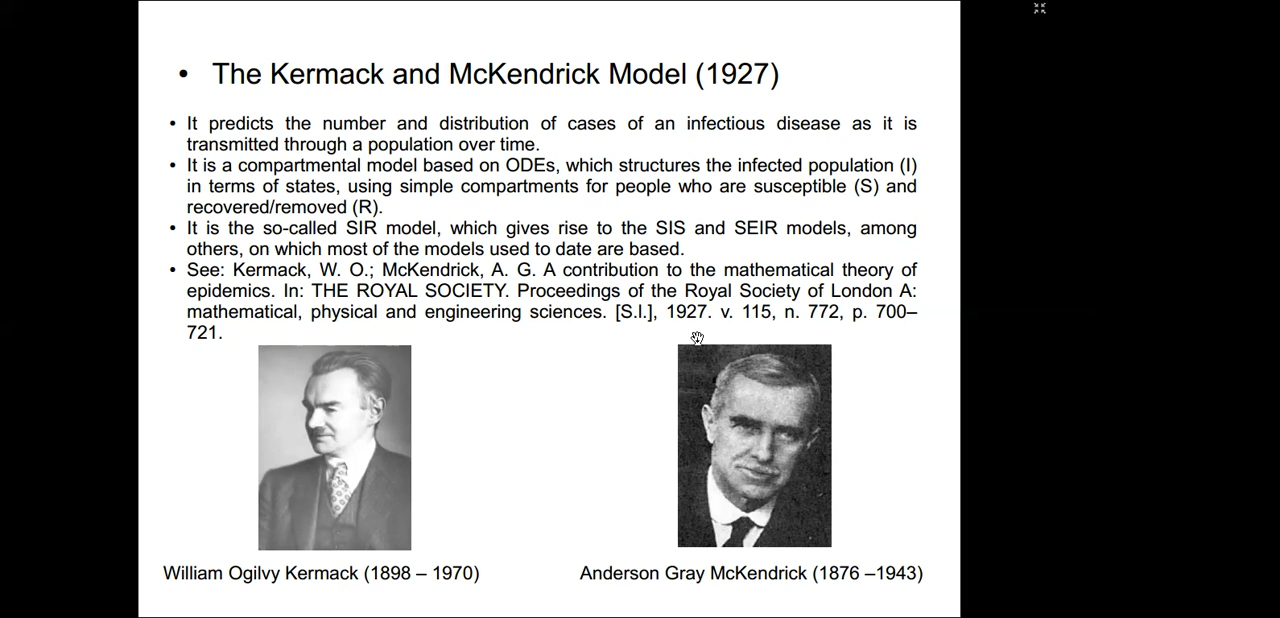 • The Kermack and McKendrick Model (1927)
• It predicts the number and distribution of cases of an infectious disease as it is
transmitted through a population over time.
• It is a compartmental model based on ODEs, which structures the infected population (I)
in terms of states, using simple compartments for people who are susceptible (S) and
recovered/removed (R).
• It is the so-called SIR model, which gives rise to the SIS and SEIR models, among
others, on which most of the models used to date are based.
• See: Kermack, W. O.; McKendrick, A. G. A contribution to the mathematical theory of
epidemics. In: THE ROYAL SOCIETY. Proceedings of the Royal Society of London A:
mathematical, physical and engineering sciences. [S.l.], 1927. v. 115, n. 772, p. 700–
721.
William Ogilvy Kermack (1898 – 1970)
Anderson Gray McKendrick (1876 –1943)